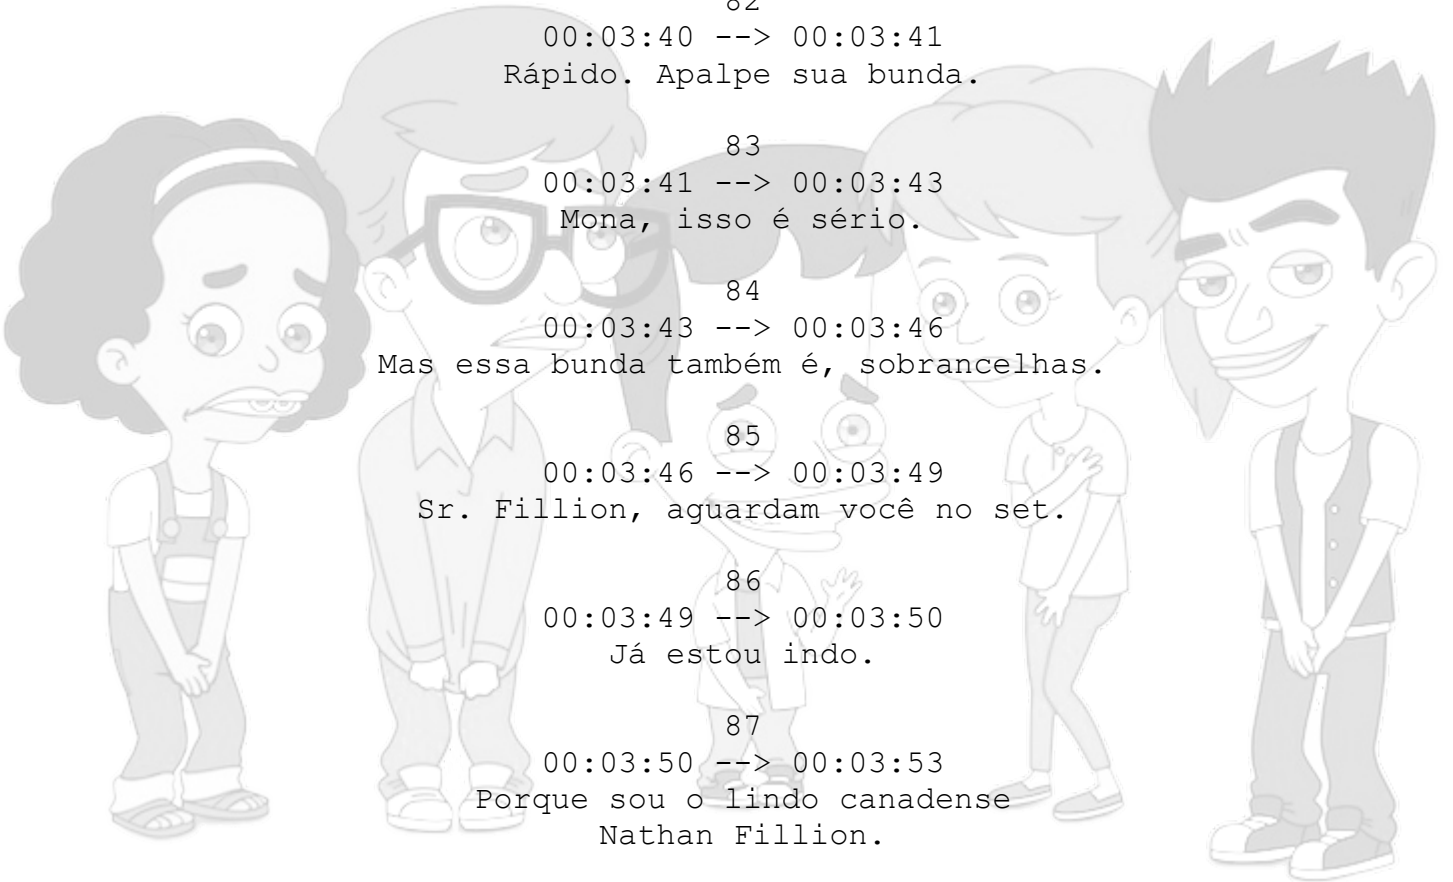 82
00:03:40 --> 00:03:41
Rápido. Apalpe sua bunda.
83
00:03:41 --> 00:03:43
Mona, isso é sério.
84
00:03:43 --> 00:03:46
Mas essa bunda também é, sobrancelhas.
85
00:03:46 --> 00:03:49
Sr. Fillion, aguardam você no set.
86
00:03:49 --> 00:03:50
Já estou indo.
87
00:03:50 --> 00:03:53
Porque sou o lindo canadense
Nathan Fillion.